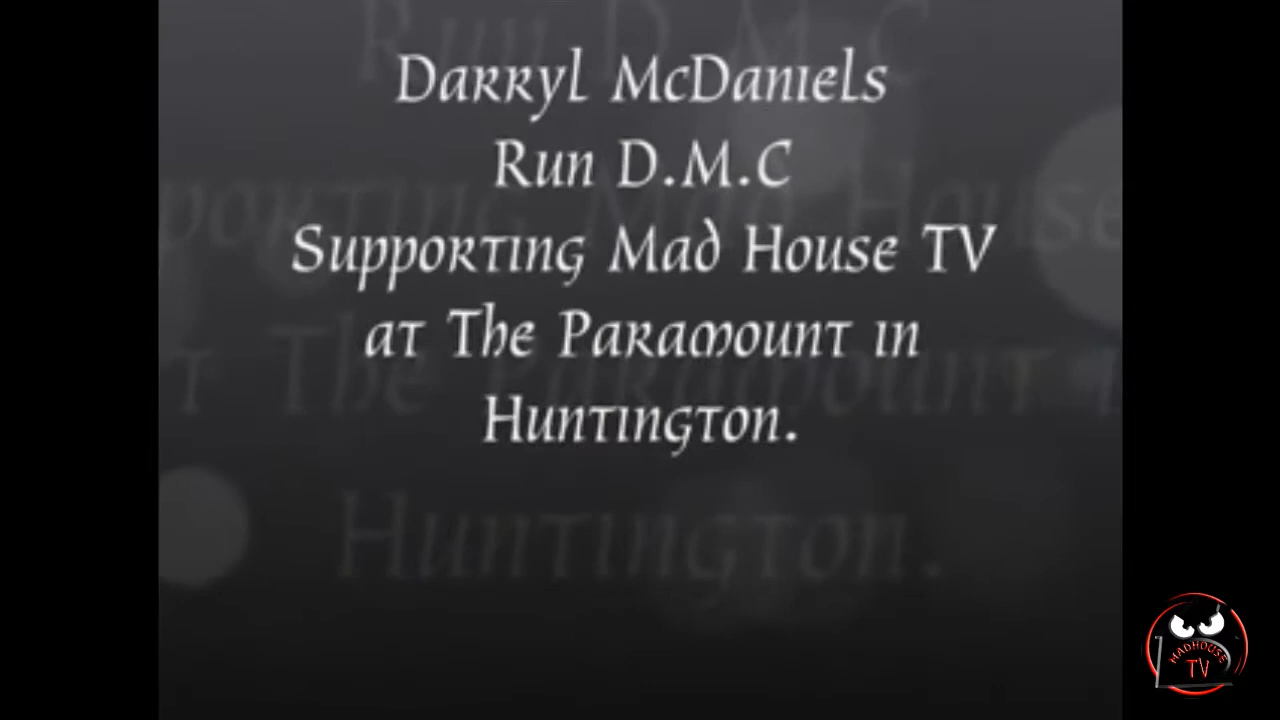 Darryl McDaniels
Run D.M.C
Supporting Mad House TV
at The Paramount in
Huntington.
MADHOUSE
TV